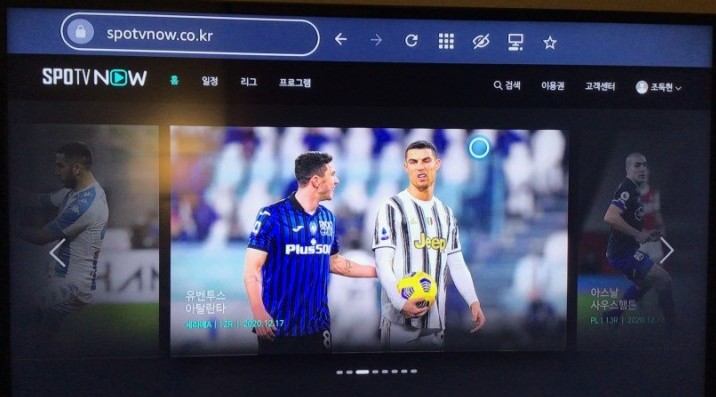 spotvnow.co.kr
SPOTV NOW 홈 일정 리그 프로그램 검색 이용권 고객센터 조둑현
Plus500
Jeep
유벤투스
아탈란타
세리에A | 12R | 2020.12.17
아스날
사우스햄튼
PL | 13R | 2020.12.17